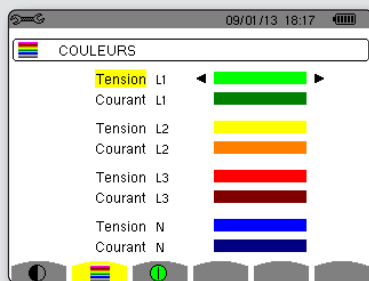 09/01/13 18:17
COULEURS
Tension L1
Courant L1
Tension L2
Courant L2
Tension L3
Courant L3
Tension N
Courant N